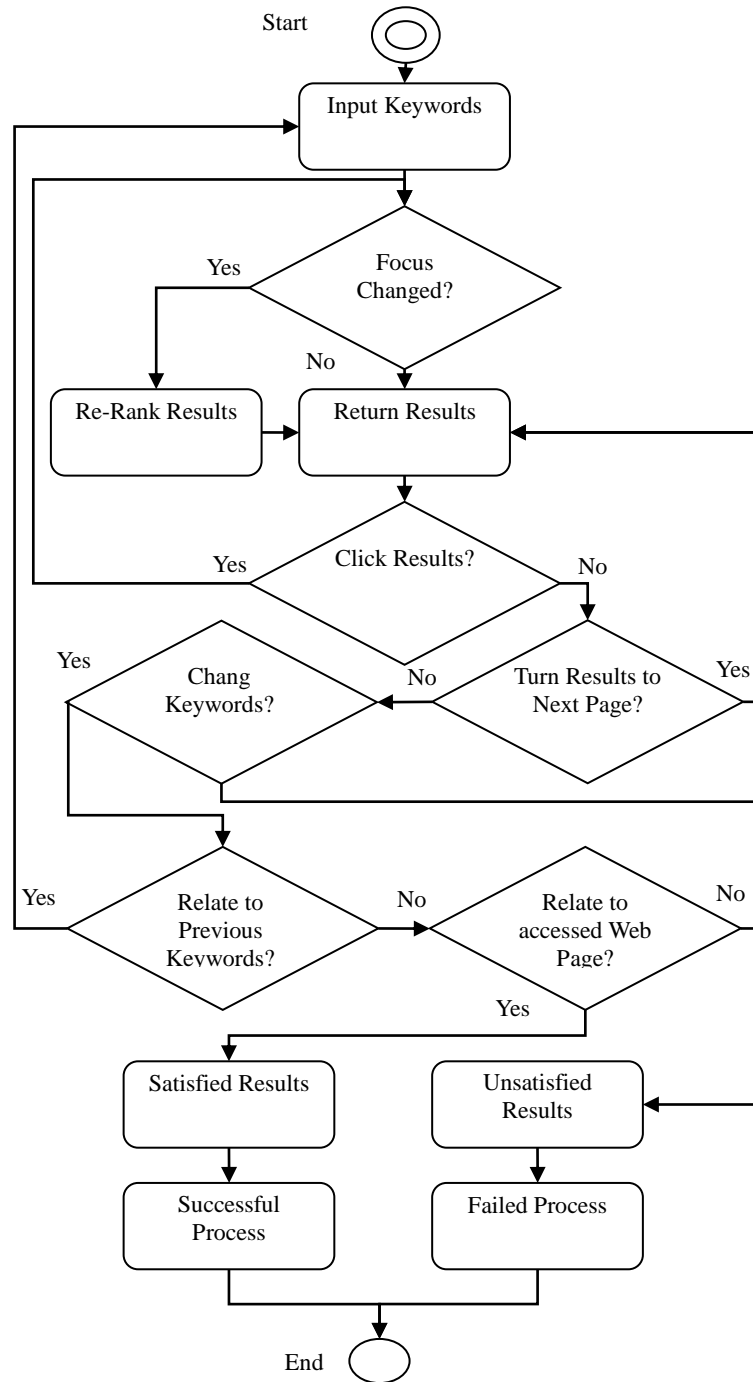 Start
Input Keywords
Yes
Focus
Changed?
No
Re-Rank Results
Return Results
Yes
Click Results?
No
Yes
Chang
Keywords?
No
Turn Results to
Next Page?
Yes
Yes
Relate to
Previous
Keywords?
No
Relate to
accessed Web
Page?
No
Yes
Satisfied Results
Unsatisfied
Results
Successful
Process
Failed Process
End